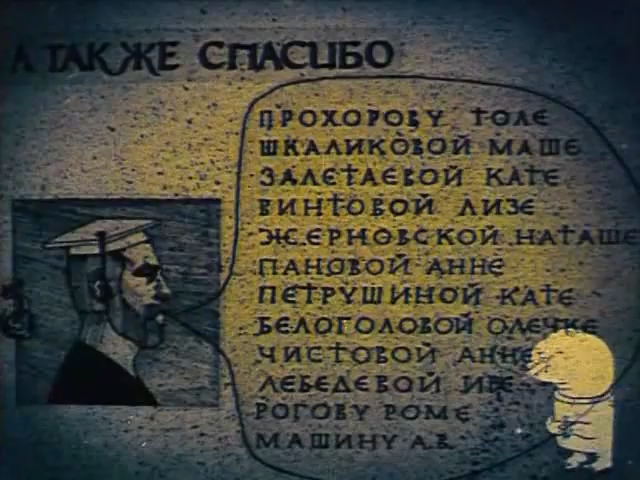 А ТАКЖЕ СПАСИБО
ПРОХОРОВУ ТОЛЕ
ШКАЛИКОВОЙ МАШЕ
ЗАЛЕТАЕВОЙ КАТЕ
ВИНТОВОЙ ЛИЗЕ
ЖЕРНОВСКОЙ НАТАШЕ
ПАНОВОЙ АННЕ
ПЕТРУШИНОЙ КАТЕ
БЕЛОГОЛОВОЙ ОЛЕЧКЕ
ЧИСТОВОЙ АННЕ
ЛЕБЕДЕВОЙ ИРЕ
РОГОВУ РОМЕ
МАШИНУ А.В.